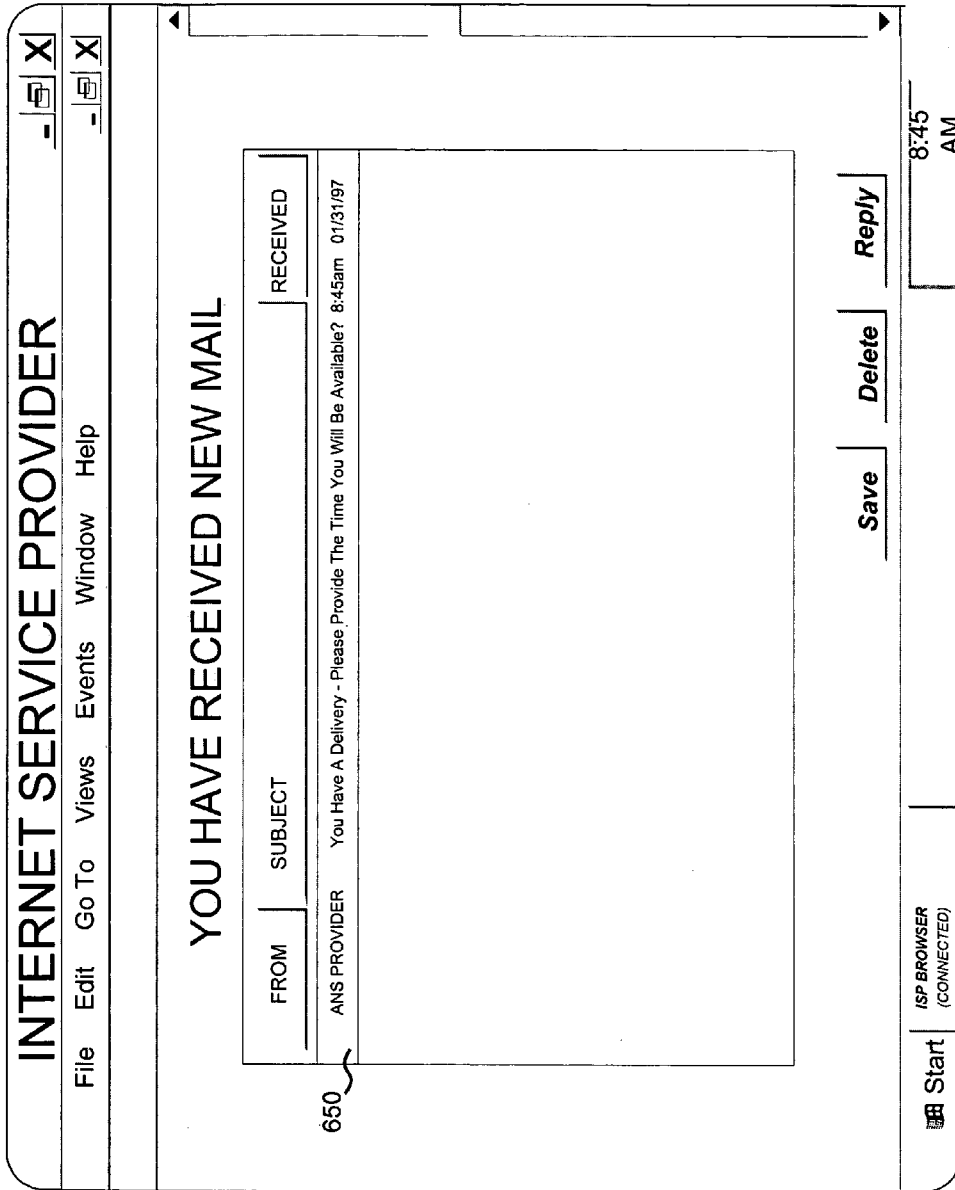 INTERNET SERVICE PROVIDER
File Edit Go To Views Events Window Help
YOU HAVE RECEIVED NEW MAIL
FROM SUBJECT RECEIVED
650
ANS PROVIDER You Have A Delivery - Please Provide The Time You Will Be Available? 8:45am 01/31/97
Save Delete Reply
Start ISP BROWSER 8:45
(CONNECTED) AM